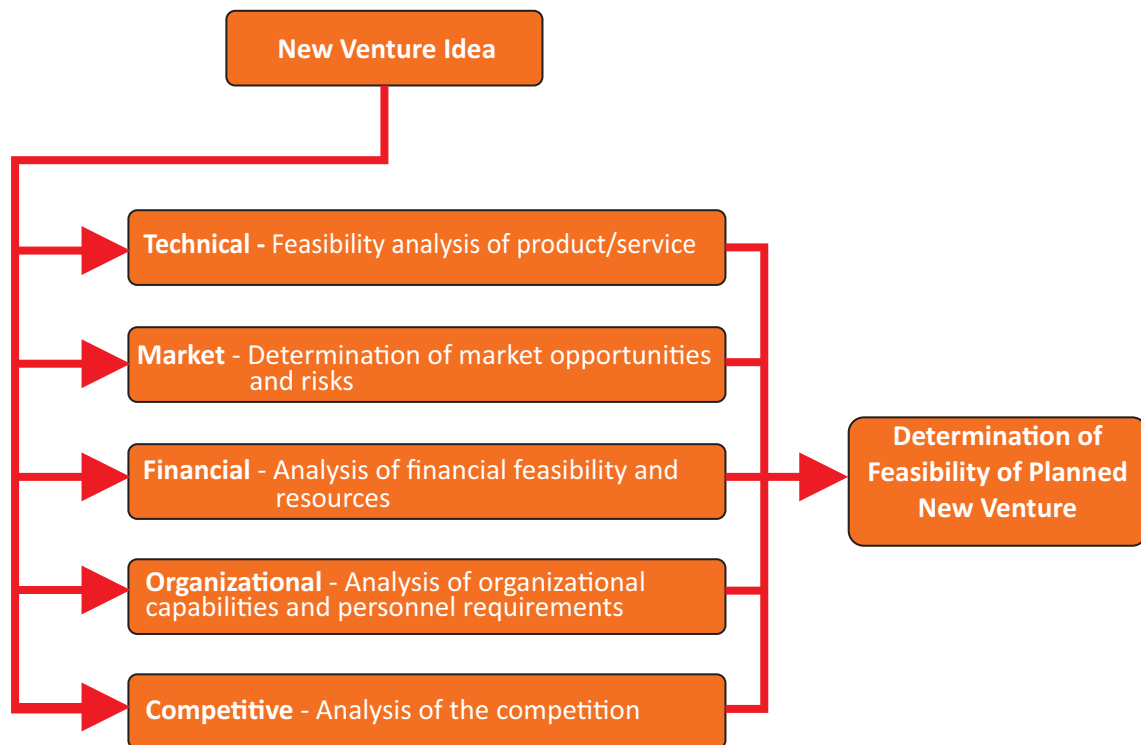 New Venture Idea
Technical - Feasibility analysis of product/service
Market - Determination of market opportunities
and risks
Financial - Analysis of financial feasibility and
resources
Organizational - Analysis of organizational
capabilities and personnel requirements
Competitive - Analysis of the competition
Determination of
Feasibility of Planned
New Venture